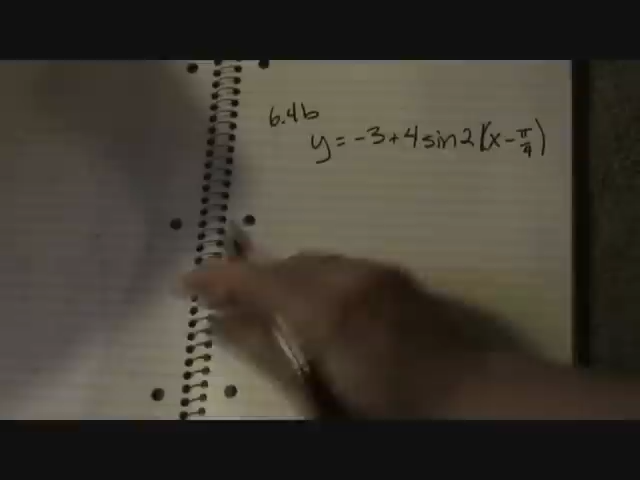 6.4b
y = -3 + 4 sin 2(x - π/4)